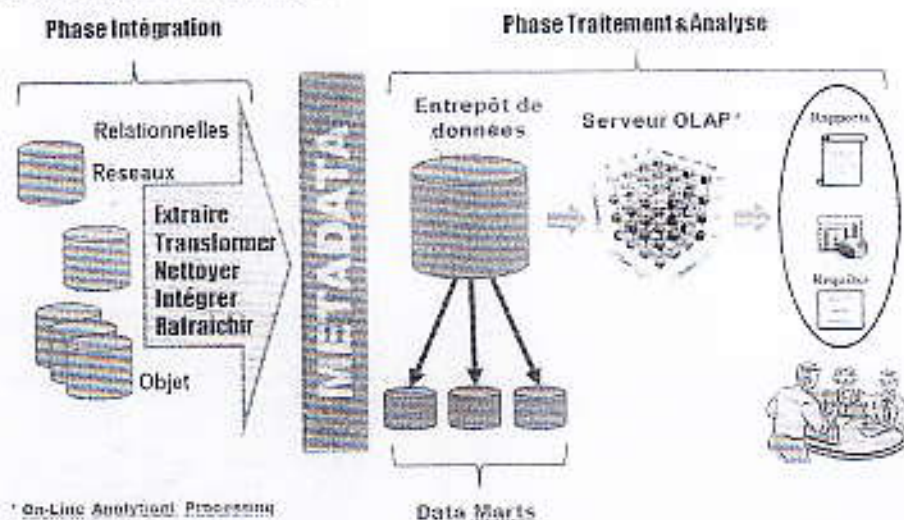 Phase Intégration
Phase Traitement & Analyse
Relationnelles
Réseaux
Extraire
Transformer
Nettoyer
Intégrer
Rafraichir
Objet
METADATA
Entrepôt de
données
Serveur OLAP *
Rapports
Requêtes
Data Marts
* On-Line Analytical Processing